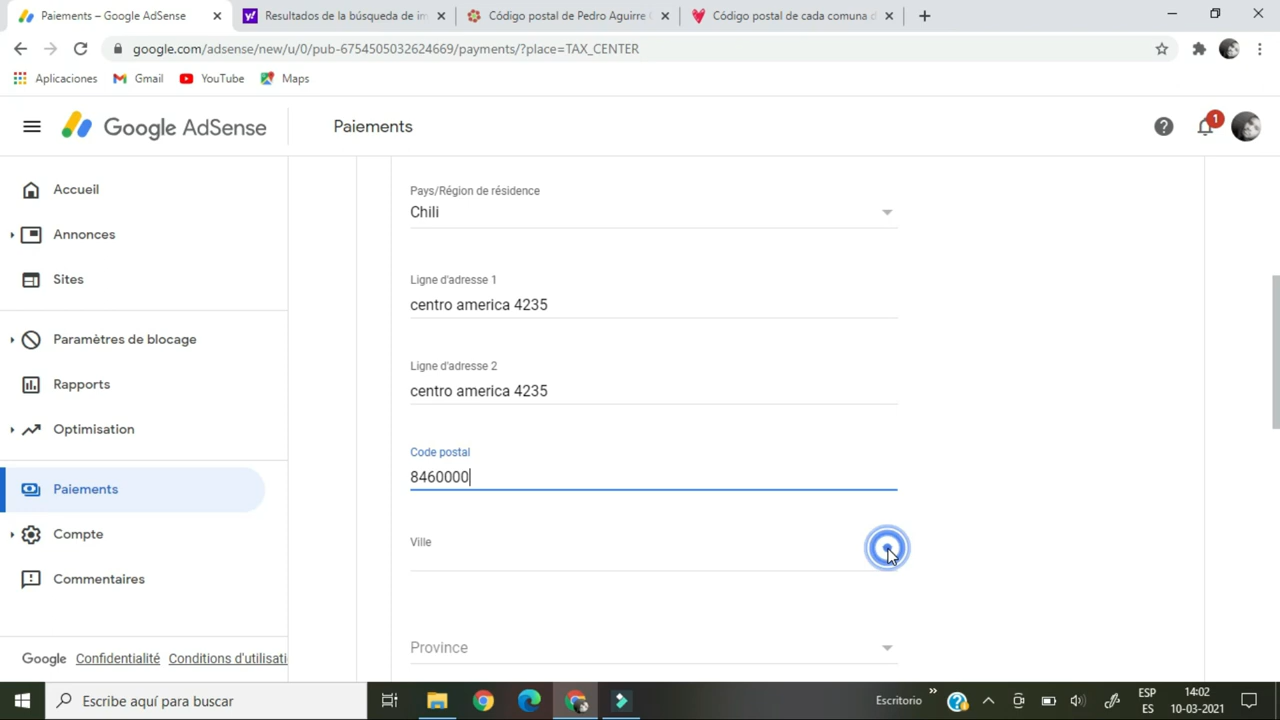 Paiements – Google AdSense
Resultados de la búsqueda de im
Código postal de Pedro Aguirre C
Código postal de cada comuna d
google.com/adsense/new/u/0/pub-6754505032624669/payments/?place=TAX_CENTER
Aplicaciones
Gmail
YouTube
Maps
Google AdSense
Paiements
1
Accueil
Annonces
Sites
Paramètres de blocage
Rapports
Optimisation
Paiements
Compte
Commentaires
Google Confidentialité Conditions d'utilisati
Pays/Région de résidence
Chili
Ligne d'adresse 1
centro america 4235
Ligne d'adresse 2
centro america 4235
Code postal
8460000
Ville
Province
Escribe aquí para buscar
Escritorio
ESP
ES
14:02
10-03-2021